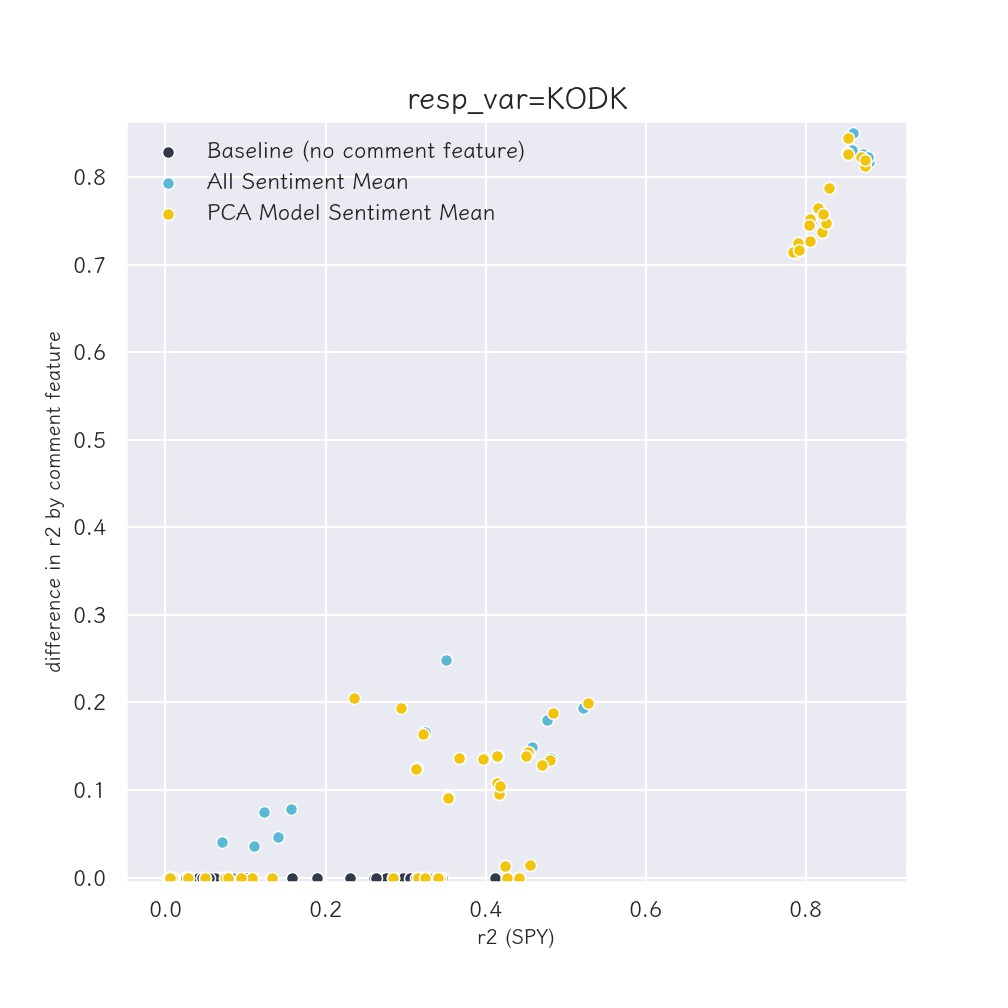 resp_var=KODK
Baseline (no comment feature)
All Sentiment Mean
PCA Model Sentiment Mean
difference in r2 by comment feature
0.8
0.7
0.6
0.5
0.4
0.3
0.2
0.1
0.0
0.0 0.2 0.4 0.6 0.8
r2 (SPY)